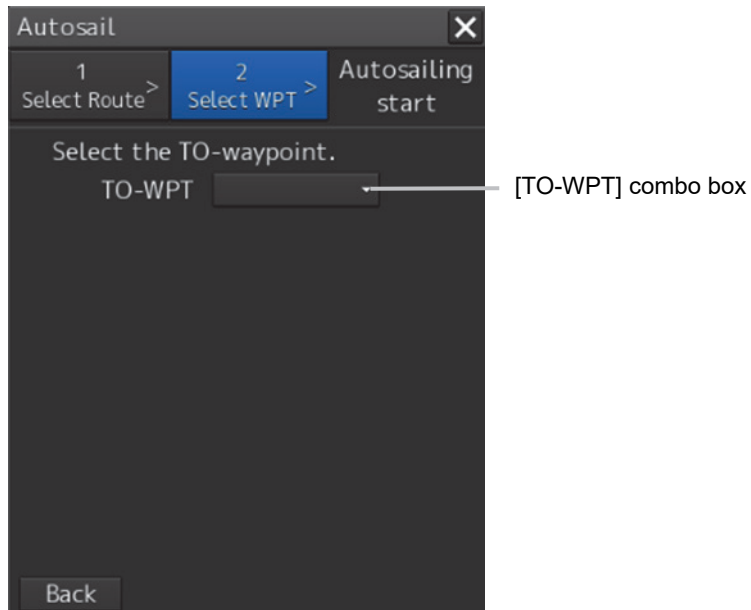 Autosail
1
Select Route >
2
Select WPT >
Autosailing
start
Select the TO-waypoint.
TO-WPT
[TO-WPT] combo box
Back